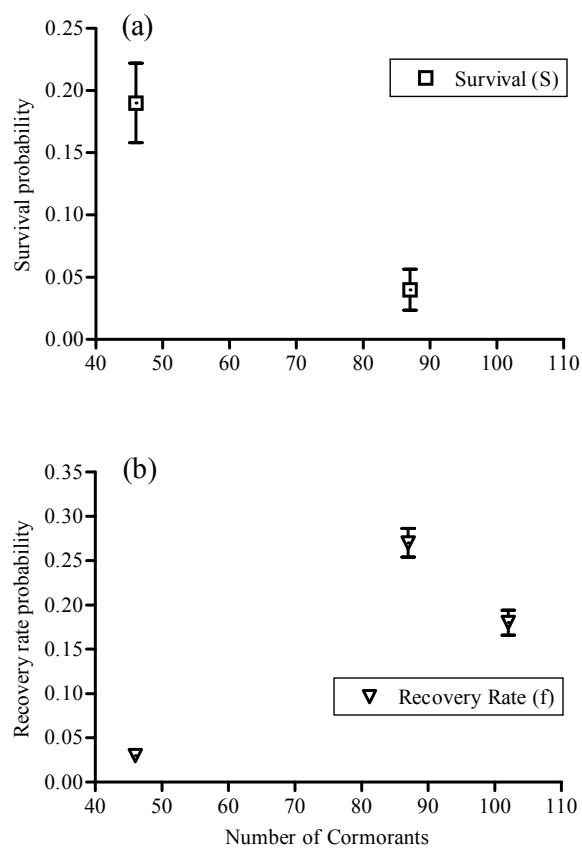 (a)
Survival (S)
Survival probability
0.25
0.20
0.15
0.10
0.05
0.00
40 50 60 70 80 90 100 110
(b)
Recovery Rate (f)
Recovery rate probability
0.35
0.30
0.25
0.20
0.15
0.10
0.05
0.00
40 50 60 70 80 90 100 110
Number of Cormorants